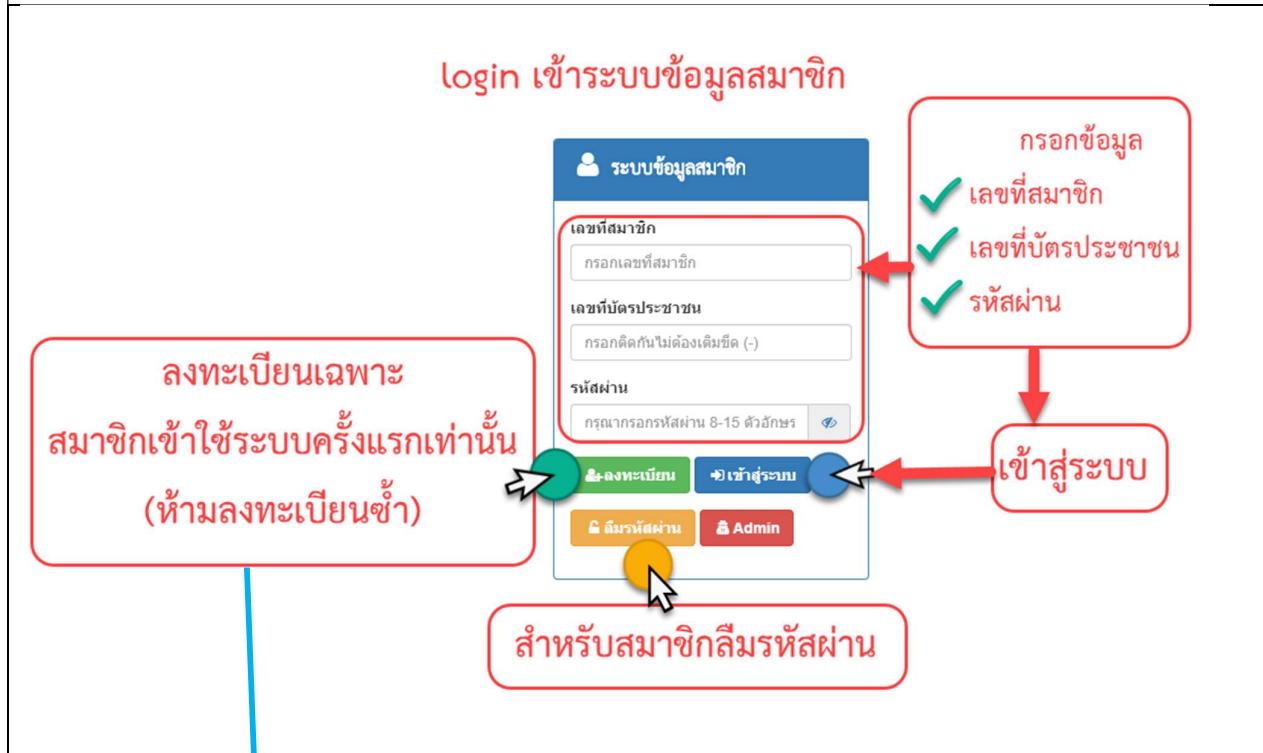 login เข้าระบบข้อมูลสมาชิก
ระบบข้อมูลสมาชิก
เลขที่สมาชิก
กรอกเลขที่สมาชิก
เลขที่บัตรประชาชน
กรอกติดกันไม่ต้องเติมขีด (-)
รหัสผ่าน
กรุณากรอกรหัสผ่าน 8-15 ตัวอักษร
ลงทะเบียน
เข้าสู่ระบบ
ลืมรหัสผ่าน
Admin
กรอกข้อมูล
เลขที่สมาชิก
เลขที่บัตรประชาชน
รหัสผ่าน
เข้าสู่ระบบ
ลงทะเบียนเฉพาะ
สมาชิกเข้าใช้ระบบครั้งแรกเท่านั้น
(ห้ามลงทะเบียนซ้ำ)
สำหรับสมาชิกลืมรหัสผ่าน